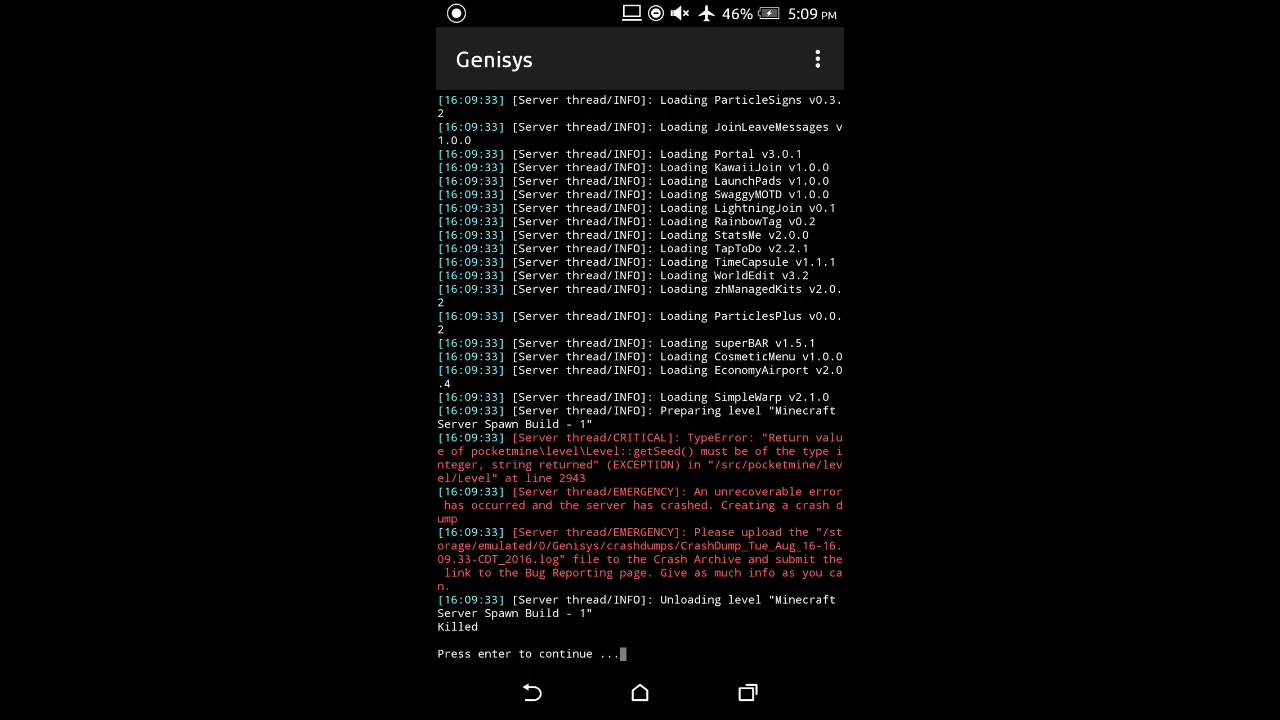 46% 5:09 PM
Genisys
[16:09:33] [Server thread/INFO]: Loading ParticleSigns v0.3.
2
[16:09:33] [Server thread/INFO]: Loading JoinLeaveMessages v
1.0.0
[16:09:33] [Server thread/INFO]: Loading Portal v3.0.1
[16:09:33] [Server thread/INFO]: Loading KawaiiJoin v1.0.0
[16:09:33] [Server thread/INFO]: Loading LaunchPads v1.0.0
[16:09:33] [Server thread/INFO]: Loading SwaggyMOTD v1.0.0
[16:09:33] [Server thread/INFO]: Loading LightningJoin v0.1
[16:09:33] [Server thread/INFO]: Loading RainbowTag v0.2
[16:09:33] [Server thread/INFO]: Loading StatsMe v2.0.0
[16:09:33] [Server thread/INFO]: Loading TapToDo v2.2.1
[16:09:33] [Server thread/INFO]: Loading TimeCapsule v1.1.1
[16:09:33] [Server thread/INFO]: Loading WorldEdit v3.2
[16:09:33] [Server thread/INFO]: Loading zhManagedKits v2.0.
2
[16:09:33] [Server thread/INFO]: Loading ParticlesPlus v0.0.
2
[16:09:33] [Server thread/INFO]: Loading superBAR v1.5.1
[16:09:33] [Server thread/INFO]: Loading CosmeticMenu v1.0.0
[16:09:33] [Server thread/INFO]: Loading EconomyAirport v2.0
.4
[16:09:33] [Server thread/INFO]: Loading SimpleWarp v2.1.0
[16:09:33] [Server thread/INFO]: Preparing level "Minecraft
Server Spawn Build - 1"
[16:09:33] [Server thread/CRITICAL]: TypeError: "Return valu
e of pocketmine\level\Level::getSeed() must be of the type i
nteger, string returned" (EXCEPTION) in "/src/pocketmine/lev
el/Level" at line 2943
[16:09:33] [Server thread/EMERGENCY]: An unrecoverable error
has occurred and the server has crashed. Creating a crash d
ump
[16:09:33] [Server thread/EMERGENCY]: Please upload the "/st
orage/emulated/0/Genisys/crashdumps/CrashDump_Tue_Aug_16-16.
09.33-CDT_2016.log" file to the Crash Archive and submit the
link to the Bug Reporting page. Give as much info as you ca
n.
[16:09:33] [Server thread/INFO]: Unloading level "Minecraft
Server Spawn Build - 1"
Killed
Press enter to continue ...